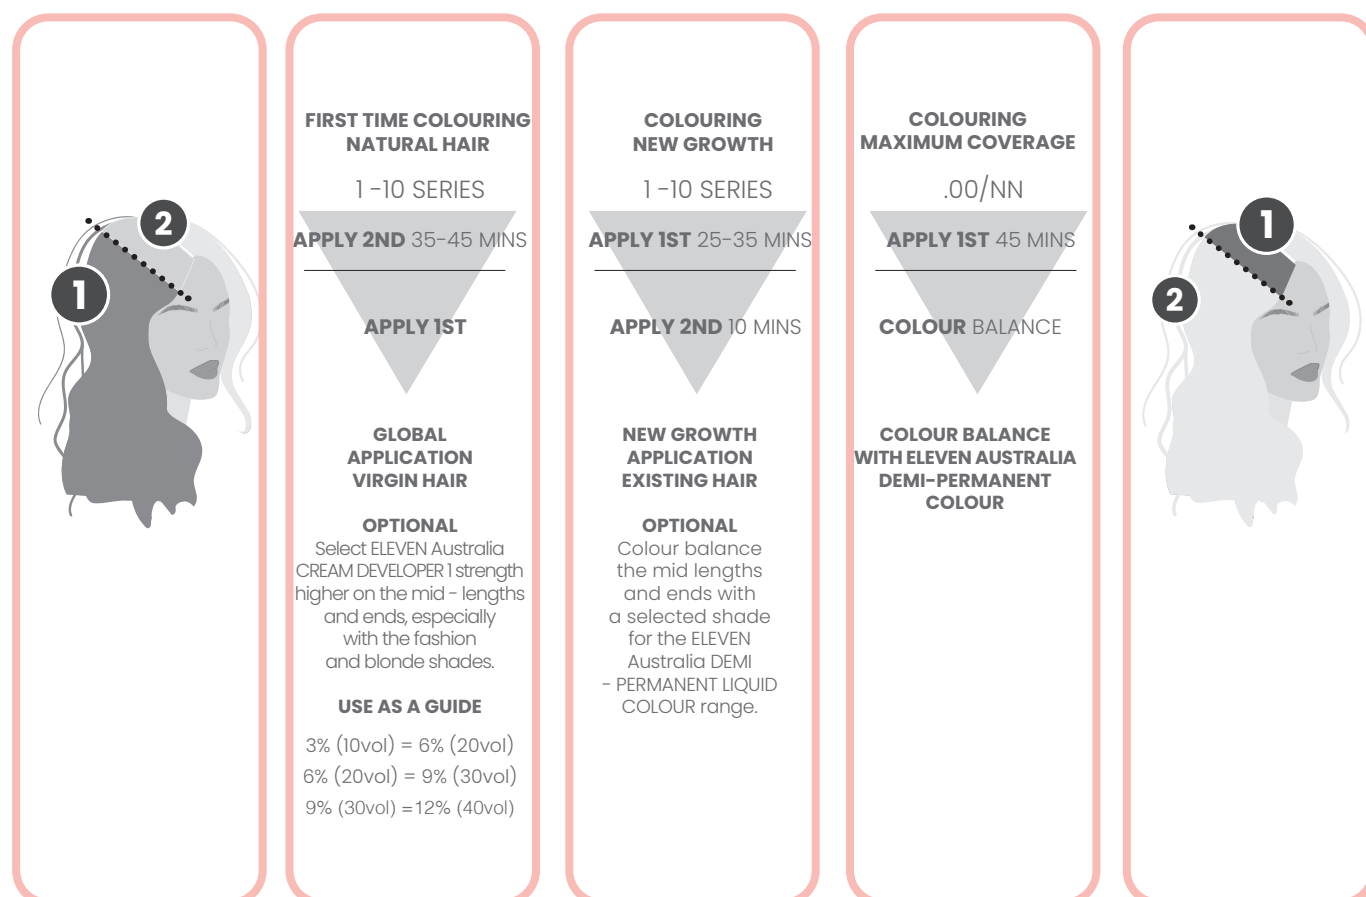 2
1
FIRST TIME COLOURING
NATURAL HAIR
1 -10 SERIES
APPLY 2ND 35-45 MINS
APPLY 1ST
GLOBAL
APPLICATION
VIRGIN HAIR
OPTIONAL
Select ELEVEN Australia
CREAM DEVELOPER 1 strength
higher on the mid - lengths
and ends, especially
with the fashion
and blonde shades.
USE AS A GUIDE
3% (10vol) = 6% (20vol)
6% (20vol) = 9% (30vol)
9% (30vol) =12% (40vol)
COLOURING
NEW GROWTH
1 -10 SERIES
APPLY 1ST 25-35 MINS
APPLY 2ND 10 MINS
NEW GROWTH
APPLICATION
EXISTING HAIR
OPTIONAL
Colour balance
the mid lengths
and ends with
a selected shade
for the ELEVEN
Australia DEMI
- PERMANENT LIQUID
COLOUR range.
COLOURING
MAXIMUM COVERAGE
.00/NN
APPLY 1ST 45 MINS
COLOUR BALANCE
COLOUR BALANCE
WITH ELEVEN AUSTRALIA
DEMI-PERMANENT
COLOUR
1
2